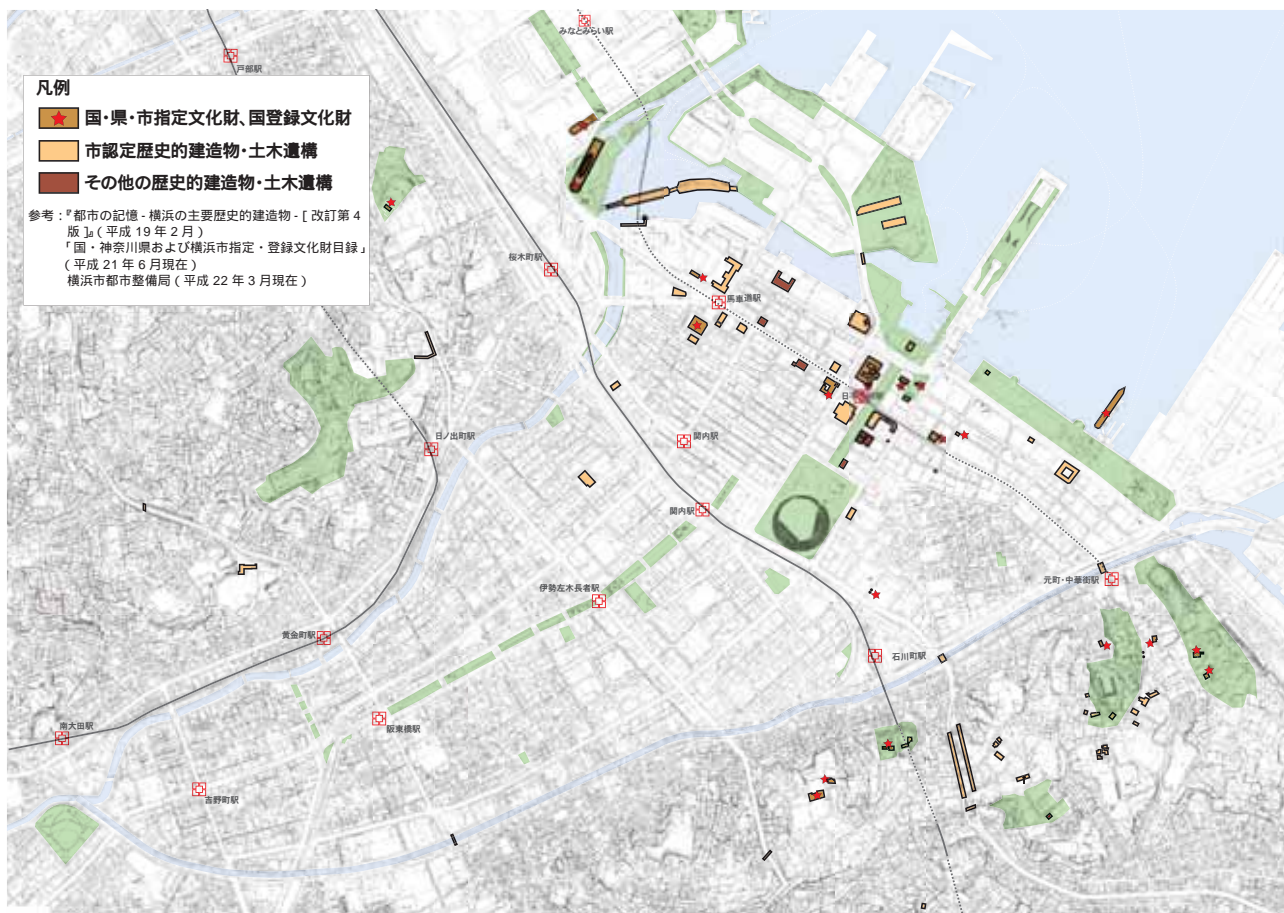 みなとみらい駅
戸部駅
凡例
国・県・市指定文化財、国登録文化財
市認定歴史的建造物・土木遺構
その他の歴史的建造物・土木遺構
参考:『都市の記憶 - 横浜の主要歴史的建造物 - [ 改訂第 4
版 ]』( 平成 19 年 2 月 )
「 国・神奈川県および横浜市指定・登録文化財目録 」
( 平成 21 年 6 月現在 )
横浜市都市整備局 ( 平成 22 年 3 月現在 )
桜木町駅
馬車道駅
日ノ出町駅
関内駅
関内駅
元町・中華街駅
伊勢左木長者駅
黄金町駅
石川町駅
阪東橋駅
南大田駅
吉野町駅